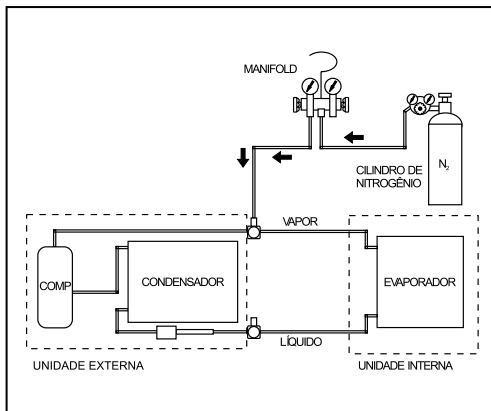 MANIFOLD
CILINDRO DE
NITROGÊNIO
N2
VAPOR
COMP
CONDENSADOR
EVAPORADOR
LÍQUIDO
UNIDADE EXTERNA
UNIDADE INTERNA